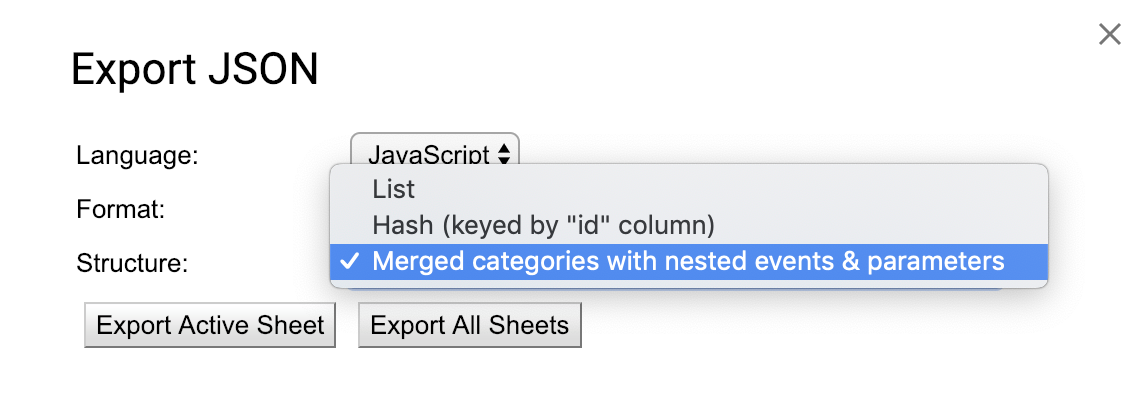 Export JSON
Language:
JavaScript
Format:
Structure:
List
Hash (keyed by "id" column)
Merged categories with nested events & parameters
Export Active Sheet
Export All Sheets